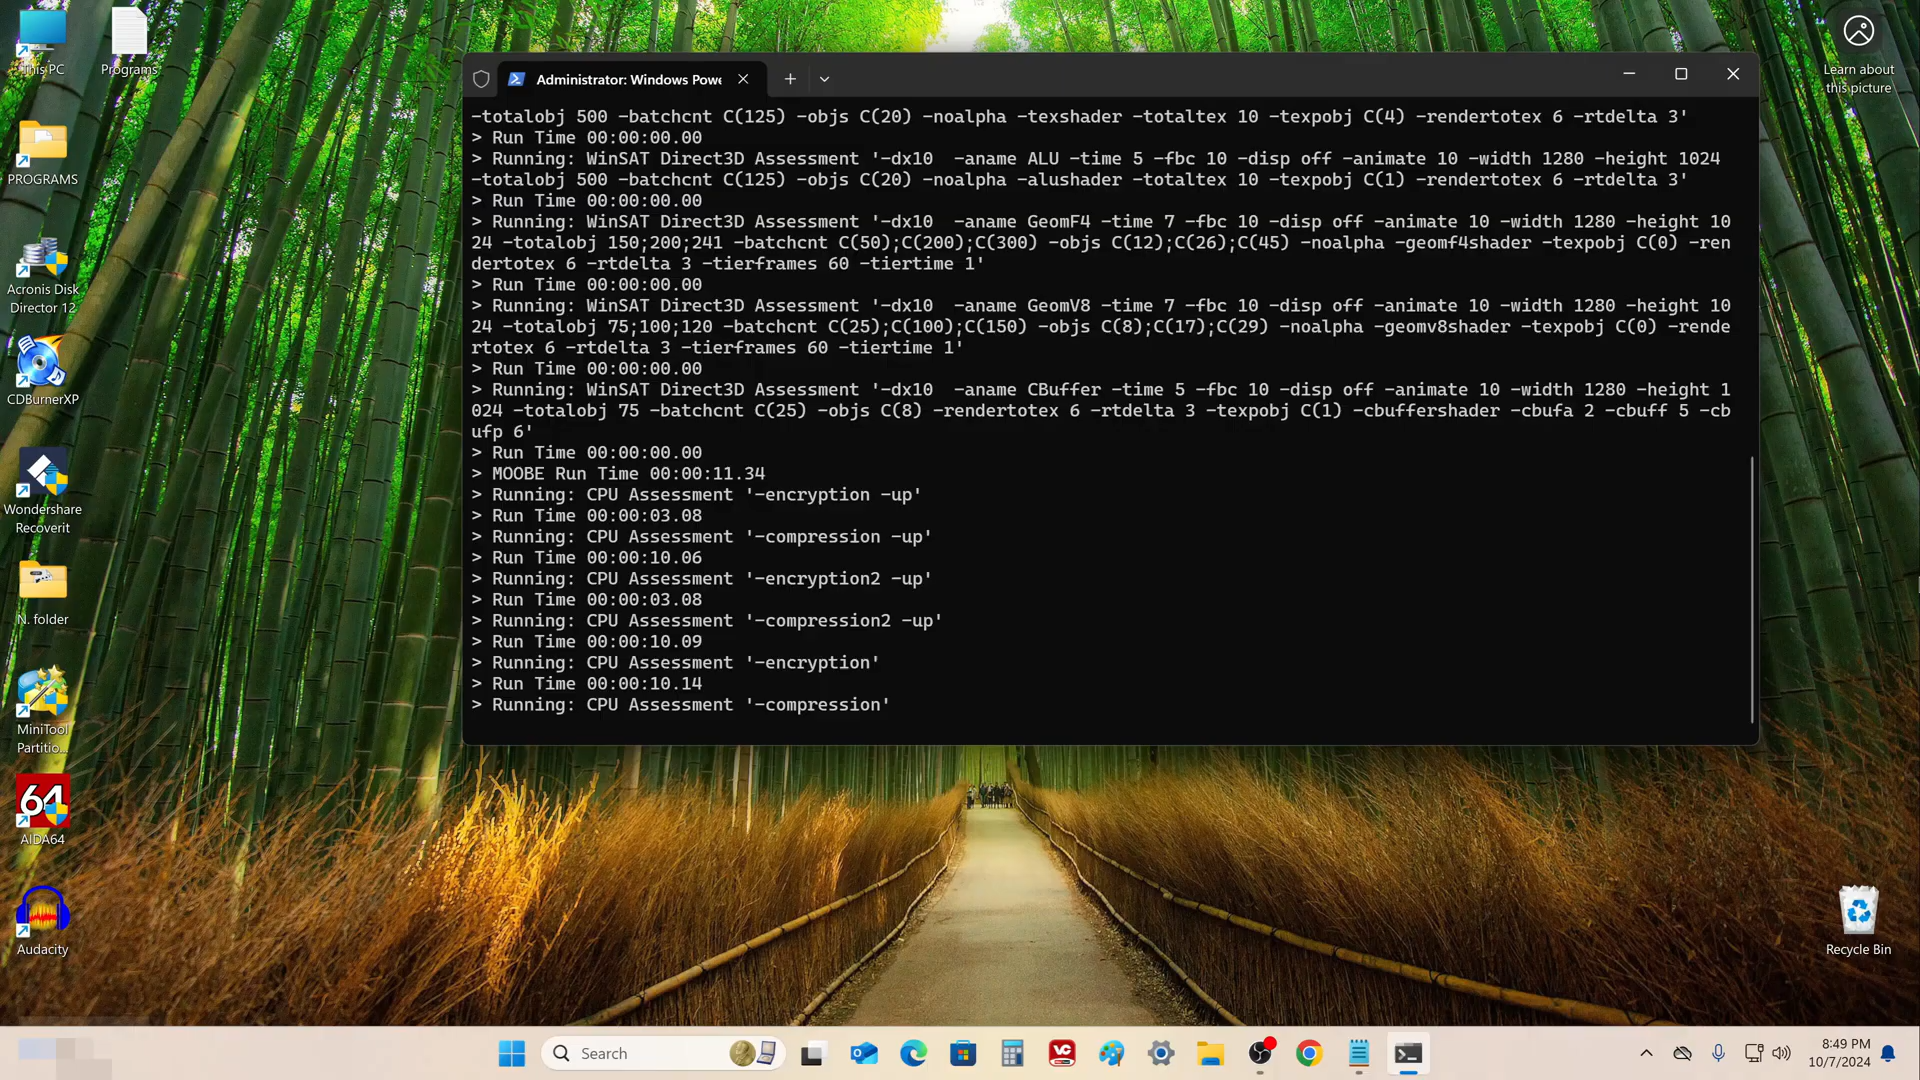 This PC
Programs
PROGRAMS
Acronis Disk
Director 12
CDBurnerXP
Wondershare
Recoverit
N. folder
MiniTool
Partitio...
64
AIDA64
Audacity
Administrator: Windows Powe
-totalobj 500 -batchcnt C(125) -objs C(20) -noalpha -texshader -totaltex 10 -texpobj C(4) -rendertotex 6 -rtdelta 3'
> Run Time 00:00:00.00
> Running: WinSAT Direct3D Assessment '-dx10  -aname ALU -time 5 -fbc 10 -disp off -animate 10 -width 1280 -height 1024
-totalobj 500 -batchcnt C(125) -objs C(20) -noalpha -alushader -totaltex 10 -texpobj C(1) -rendertotex 6 -rtdelta 3'
> Run Time 00:00:00.00
> Running: WinSAT Direct3D Assessment '-dx10  -aname GeomF4 -time 7 -fbc 10 -disp off -animate 10 -width 1280 -height 10
24 -totalobj 150;200;241 -batchcnt C(50);C(200);C(300) -objs C(12);C(26);C(45) -noalpha -geomf4shader -texpobj C(0) -ren
dertotex 6 -rtdelta 3 -tierframes 60 -tiertime 1'
> Run Time 00:00:00.00
> Running: WinSAT Direct3D Assessment '-dx10  -aname GeomV8 -time 7 -fbc 10 -disp off -animate 10 -width 1280 -height 10
24 -totalobj 75;100;120 -batchcnt C(25);C(100);C(150) -objs C(8);C(17);C(29) -noalpha -geomv8shader -texpobj C(0) -rende
rtotex 6 -rtdelta 3 -tierframes 60 -tiertime 1'
> Run Time 00:00:00.00
> Running: WinSAT Direct3D Assessment '-dx10  -aname CBuffer -time 5 -fbc 10 -disp off -animate 10 -width 1280 -height 1
024 -totalobj 75 -batchcnt C(25) -objs C(8) -rendertotex 6 -rtdelta 3 -texpobj C(1) -cbuffershader -cbufa 2 -cbuff 5 -cb
ufp 6'
> Run Time 00:00:00.00
> MOOBE Run Time 00:00:11.34
> Running: CPU Assessment '-encryption -up'
> Run Time 00:00:03.08
> Running: CPU Assessment '-compression -up'
> Run Time 00:00:10.06
> Running: CPU Assessment '-encryption2 -up'
> Run Time 00:00:03.08
> Running: CPU Assessment '-compression2 -up'
> Run Time 00:00:10.09
> Running: CPU Assessment '-encryption'
> Run Time 00:00:10.14
> Running: CPU Assessment '-compression'
Learn about
this picture
Recycle Bin
Search
VC
8:49 PM
10/7/2024